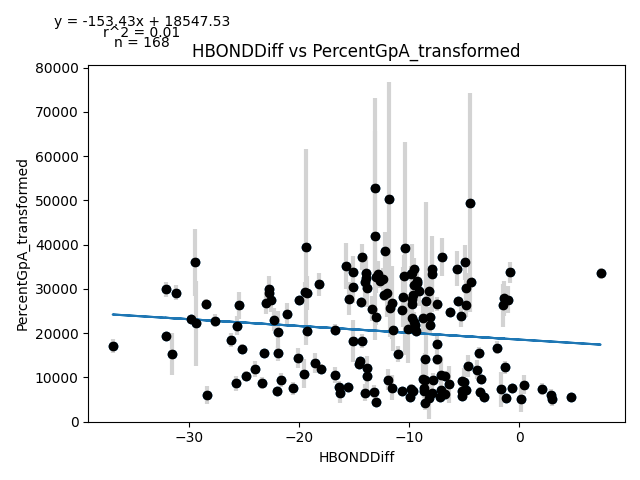 y = -153.43x + 18547.53
r^2 = 0.01
n = 168
HBONDDiff vs PercentGpA_transformed
80000
70000
60000
50000
40000
30000
20000
10000
0
PercentGpA_transformed
−30
−20
−10
0
HBONDDiff